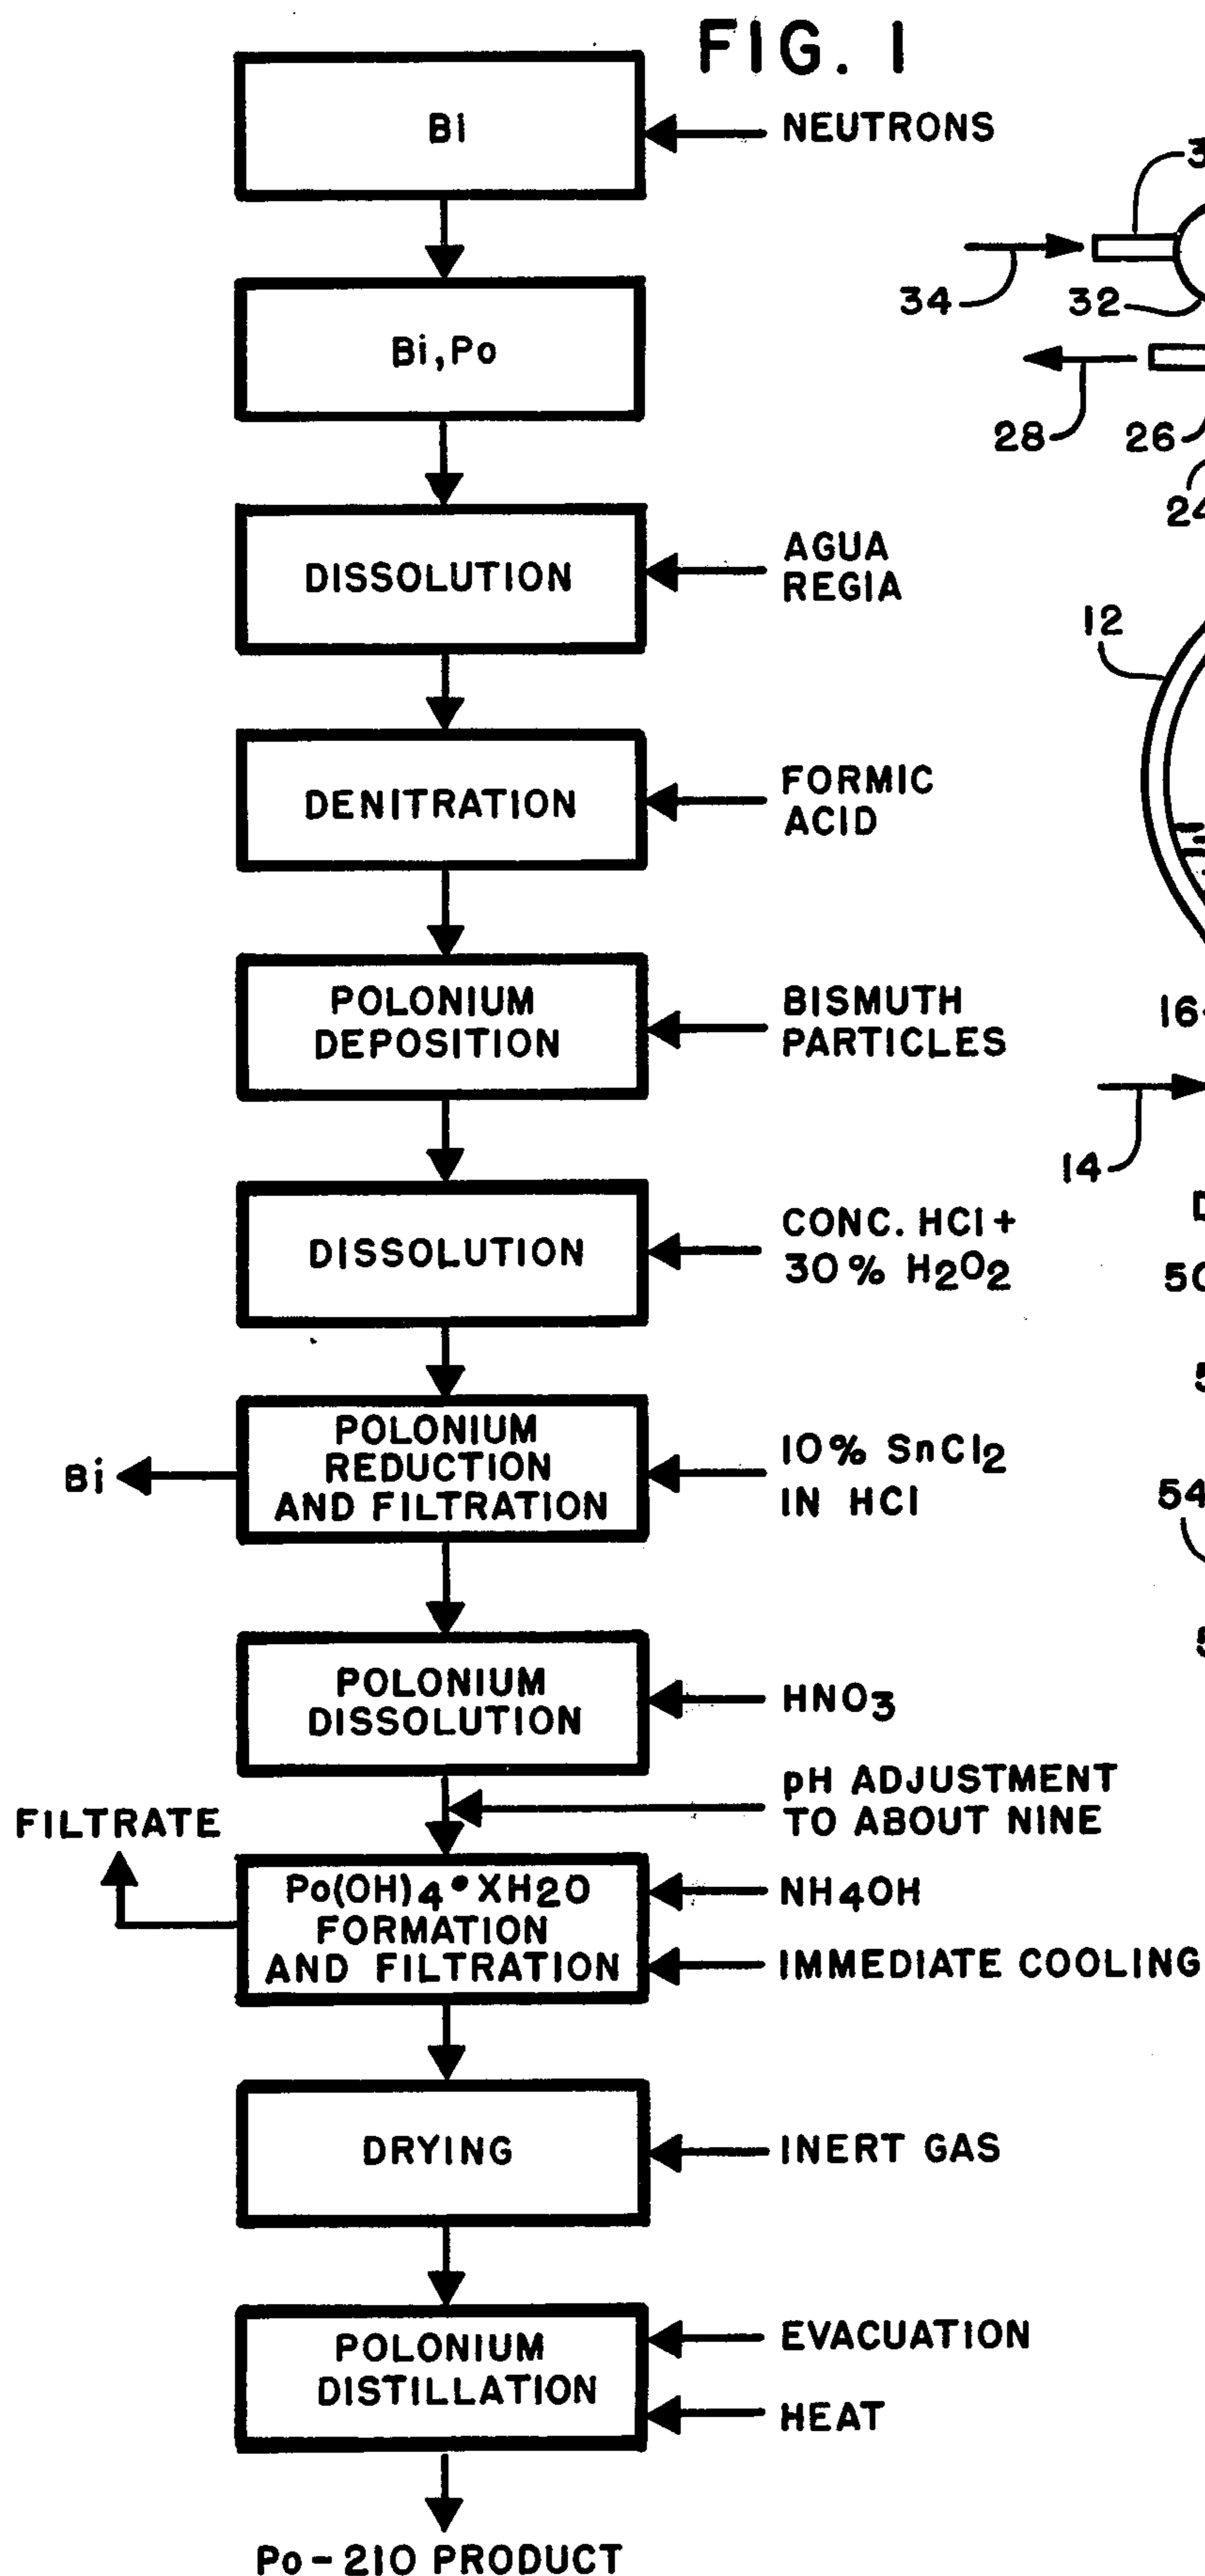 FIG. 1
Bi
NEUTRONS
Bi,Po
DISSOLUTION
AGUA
REGIA
DENITRATION
FORMIC
ACID
POLONIUM
DEPOSITION
BISMUTH
PARTICLES
DISSOLUTION
CONC. HCl +
30% H2O2
POLONIUM
REDUCTION
AND FILTRATION
Bi
10% SnCl2
IN HCl
POLONIUM
DISSOLUTION
HNO3
pH ADJUSTMENT
TO ABOUT NINE
FILTRATE
Po(OH)4•XH2O
FORMATION
AND FILTRATION
NH4OH
IMMEDIATE COOLING
DRYING
INERT GAS
POLONIUM
DISTILLATION
EVACUATION
HEAT
Po-210 PRODUCT
34
32
28
26
12
14